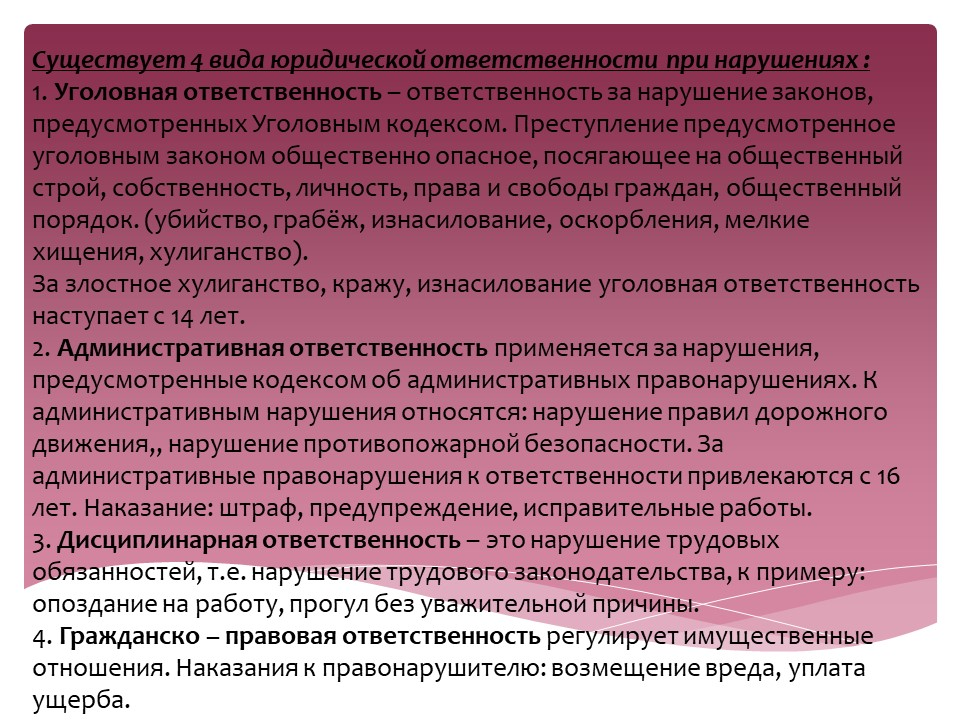 Существует 4 вида юридической ответственности при нарушениях :
1. Уголовная ответственность – ответственность за нарушение законов,
предусмотренных Уголовным кодексом. Преступление предусмотренное
уголовным законом общественно опасное, посягающее на общественный
строй, собственность, личность, права и свободы граждан, общественный
порядок. (убийство, грабёж, изнасилование, оскорбления, мелкие
хищения, хулиганство).
За злостное хулиганство, кражу, изнасилование уголовная ответственность
наступает с 14 лет.
2. Административная ответственность применяется за нарушения,
предусмотренные кодексом об административных правонарушениях. К
административным нарушения относятся: нарушение правил дорожного
движения,, нарушение противопожарной безопасности. За
административные правонарушения к ответственности привлекаются с 16
лет. Наказание: штраф, предупреждение, исправительные работы.
3. Дисциплинарная ответственность – это нарушение трудовых
обязанностей, т.е. нарушение трудового законодательства, к примеру:
опоздание на работу, прогул без уважительной причины.
4. Гражданско – правовая ответственность регулирует имущественные
отношения. Наказания к правонарушителю: возмещение вреда, уплата
ущерба.